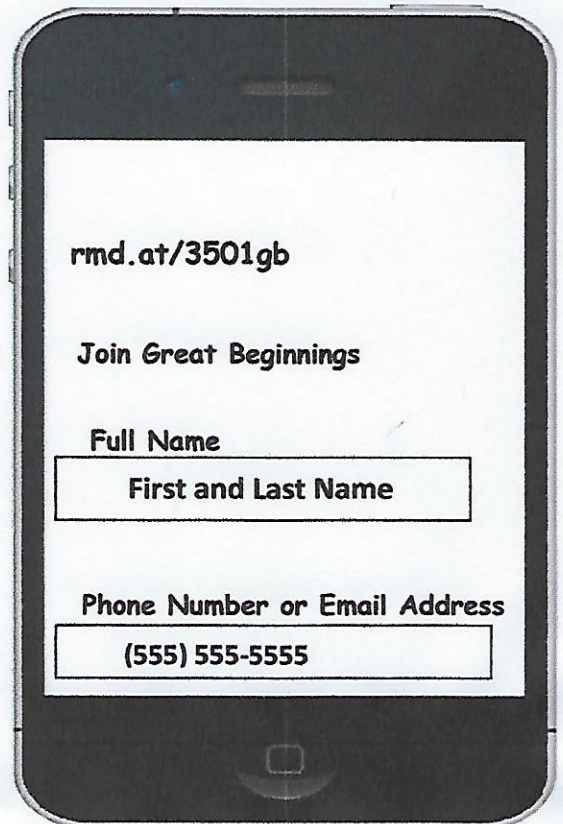 rmd.at/3501gb
Join Great Beginnings
Full Name
First and Last Name
Phone Number or Email Address
(555) 555-5555